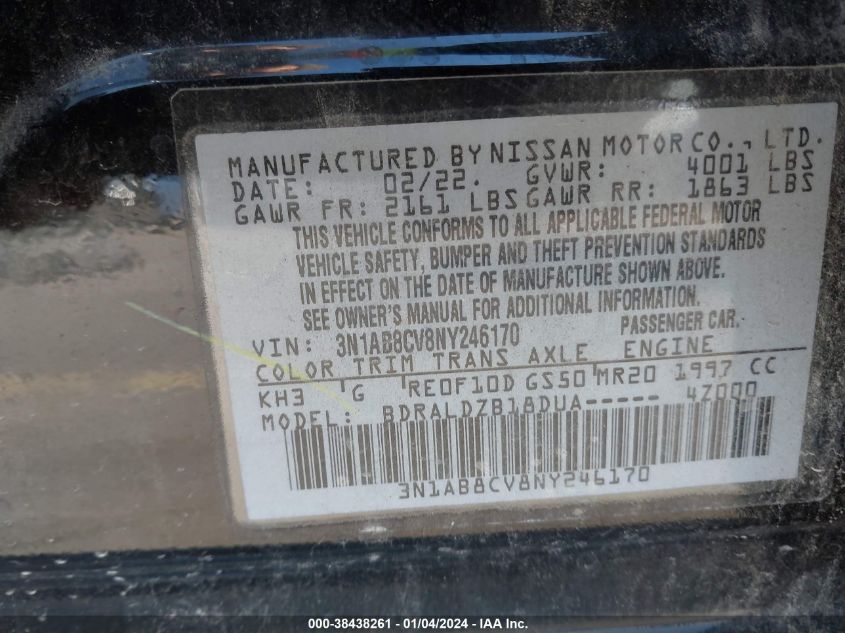 MANUFACTURED BY NISSAN MOTOR CO., LTD.
DATE: 02/22. GVWR: 4001 LBS
GAWR FR: 2161 LBS GAWR RR: 1863 LBS
THIS VEHICLE CONFORMS TO ALL APPLICABLE FEDERAL MOTOR
VEHICLE SAFETY, BUMPER AND THEFT PREVENTION STANDARDS
IN EFFECT ON THE DATE OF MANUFACTURE SHOWN ABOVE.
SEE OWNER'S MANUAL FOR ADDITIONAL INFORMATION.
VIN: 3N1AB8CV8NY246170 PASSENGER CAR.
COLOR TRIM TRANS AXLE ENGINE
KH3 G RE0F10D GS50 MR20 1997 CC
MODEL: BDRALDZB18DUA----- 4Z000
3N1AB8CV8NY246170
000-38438261 - 01/04/2024 - IAA Inc.